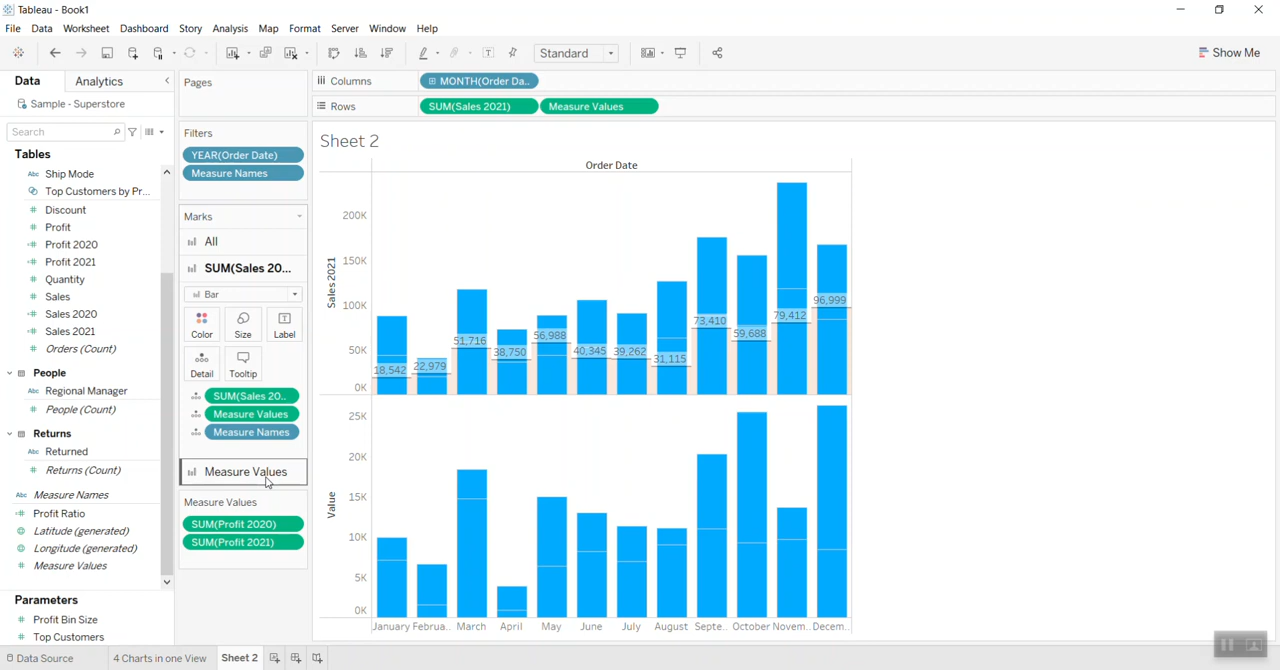 Tableau - Book1
File Data Worksheet Dashboard Story Analysis Map Format Server Window Help
Standard
Show Me
Data Analytics
Sample - Superstore
Search
Tables
Abc Ship Mode
Top Customers by Pr...
# Discount
# Profit
=# Profit 2020
=# Profit 2021
# Quantity
# Sales
=# Sales 2020
=# Sales 2021
# Orders (Count)
People
Abc Regional Manager
# People (Count)
Returns
Abc Returned
# Returns (Count)
Abc Measure Names
=# Profit Ratio
Latitude (generated)
Longitude (generated)
# Measure Values
Parameters
# Profit Bin Size
# Top Customers
Pages
Filters
YEAR(Order Date)
Measure Names
Marks
All
SUM(Sales 20...
Bar
Color Size Label
Detail Tooltip
SUM(Sales 20..
Measure Values
Measure Names
Measure Values
Measure Values
SUM(Profit 2020)
SUM(Profit 2021)
Columns MONTH(Order Da..
Rows SUM(Sales 2021) Measure Values
Sheet 2
Order Date
Sales 2021
200K
150K
100K
50K
0K
18,542 22,979 51,716 38,750 56,988 40,345 39,262 31,115 73,410 59,688 79,412 96,999
Value
25K
20K
15K
10K
5K
0K
January Februa.. March April May June July August Septe.. October Novem.. Decem..
Data Source 4 Charts in one View Sheet 2